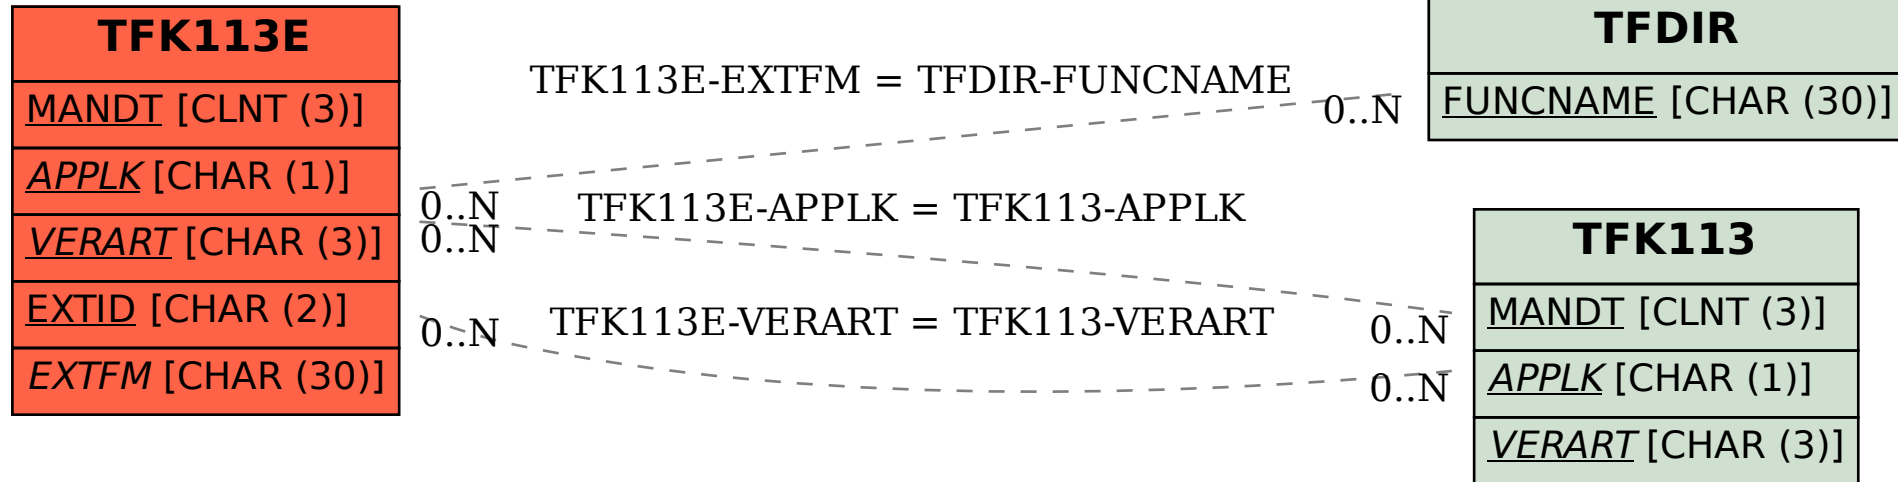 TFK113E
MANDT [CLNT (3)]
APPLK [CHAR (1)]
VERART [CHAR (3)]
EXTID [CHAR (2)]
EXTFM [CHAR (30)]
TFK113E-EXTFM = TFDIR-FUNCNAME
0..N
0..N
TFK113E-APPLK = TFK113-APPLK
0..N
0..N
TFK113E-VERART = TFK113-VERART
0..N
0..N
TFDIR
FUNCNAME [CHAR (30)]
TFK113
MANDT [CLNT (3)]
APPLK [CHAR (1)]
VERART [CHAR (3)]